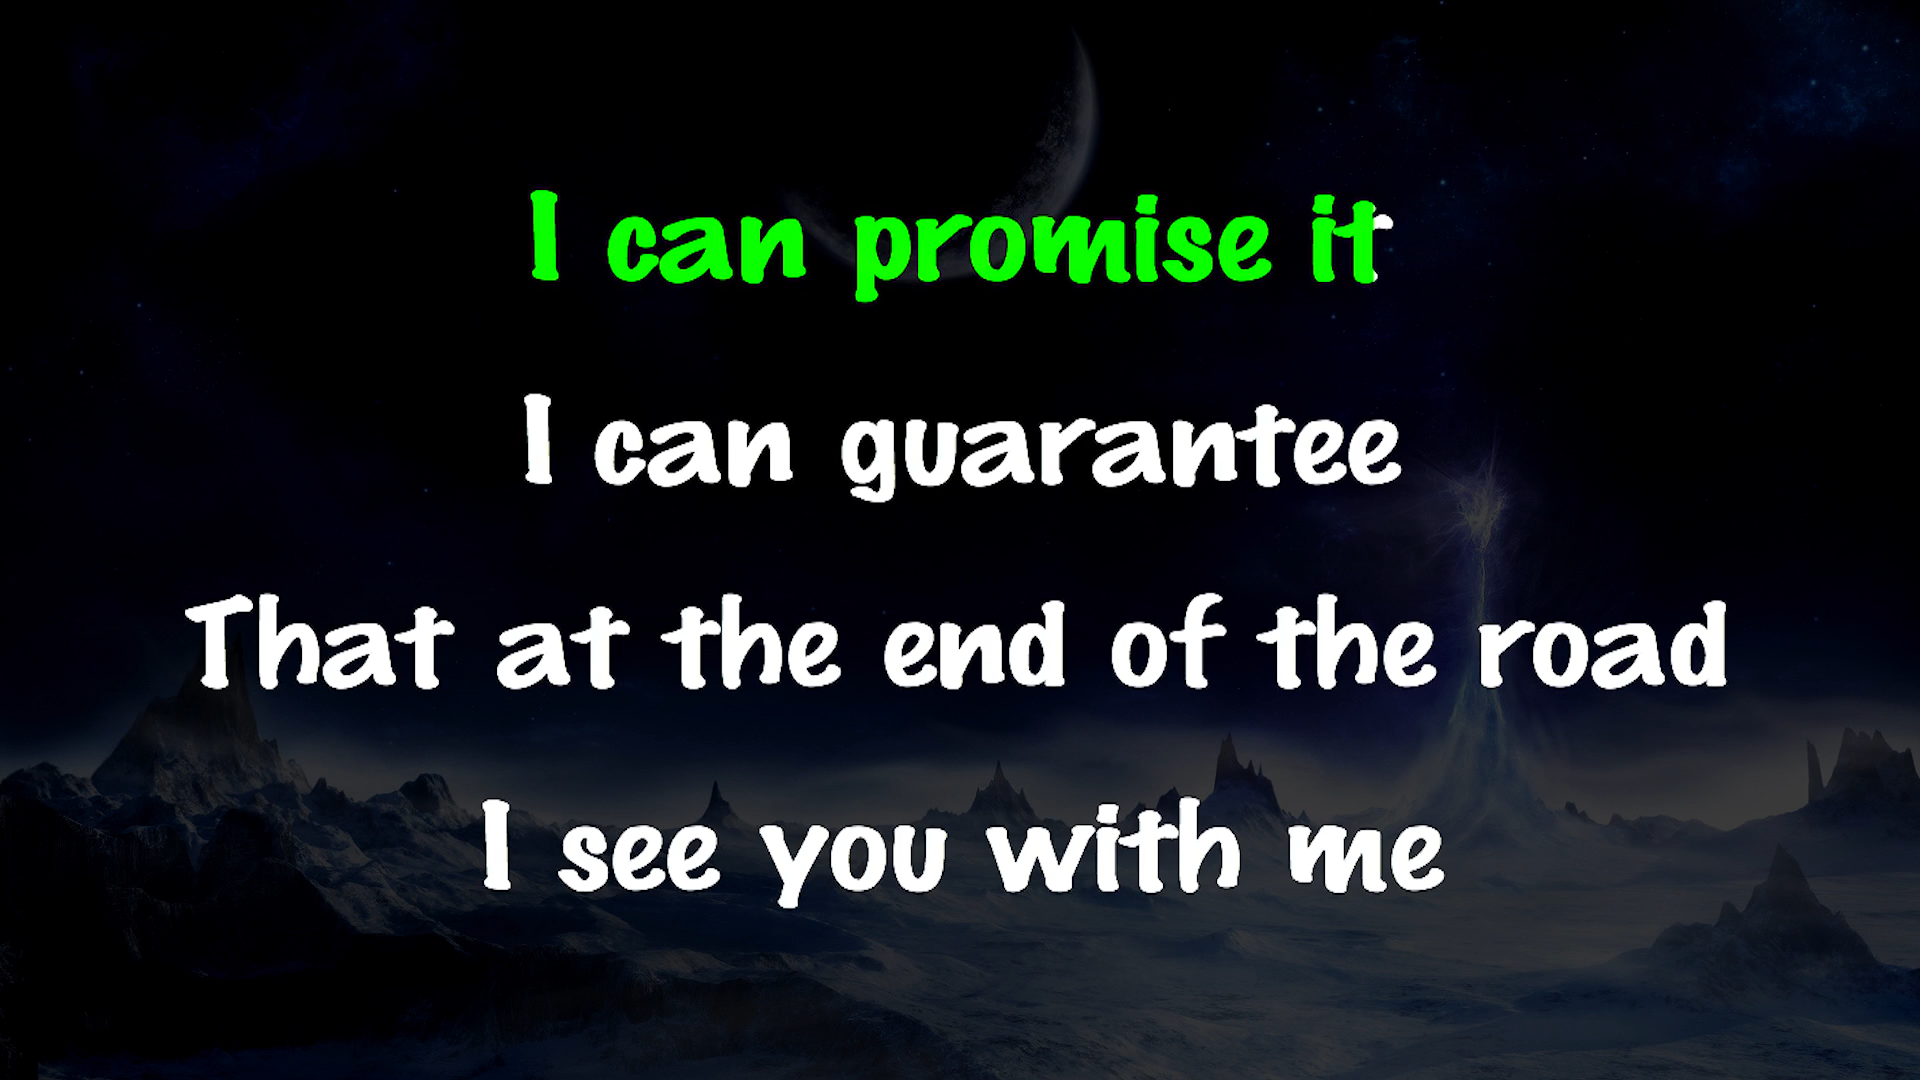 I can promise it
I can guarantee
That at the end of the road
I see you with me